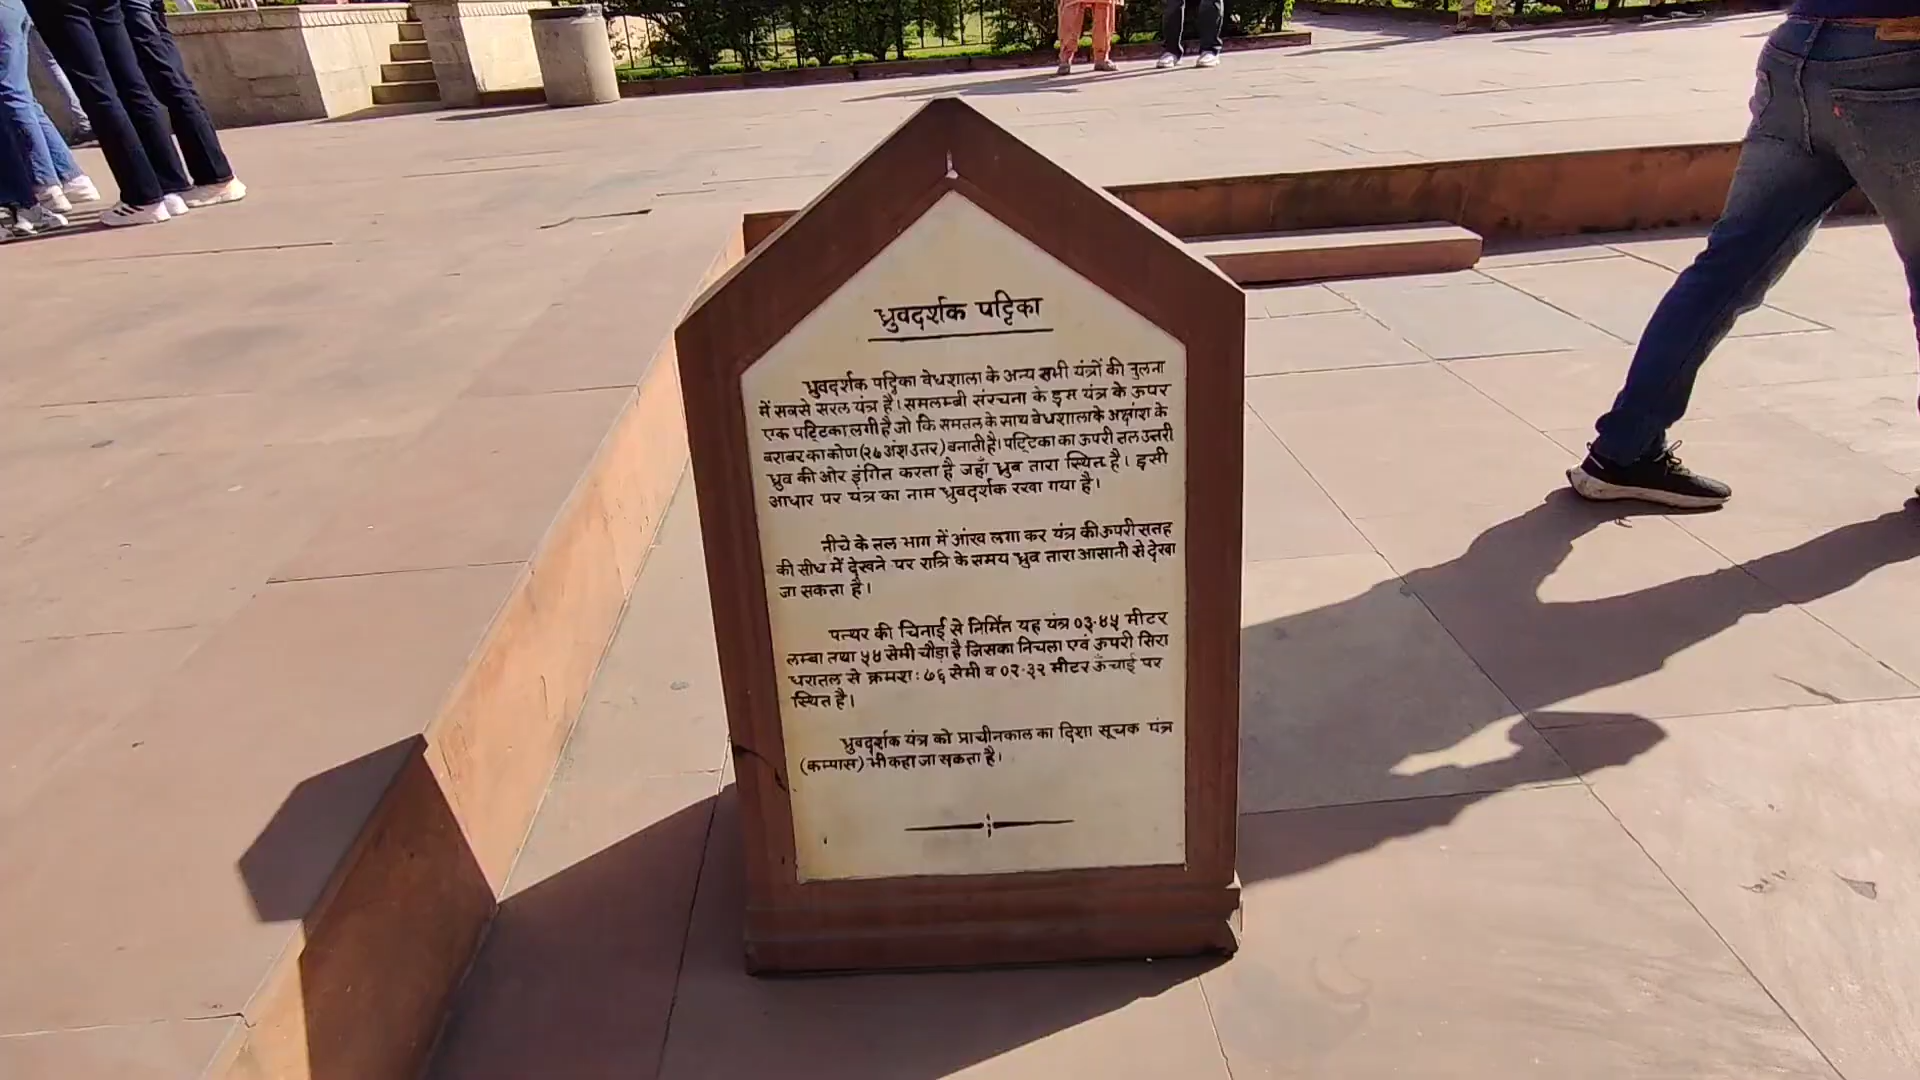 ध्रुवदर्शक पट्टिका
ध्रुवदर्शक पट्टिका वेधशाला के अन्य सभी यंत्रों की तुलना
में सबसे सरल यंत्र है। समलम्बी संरचना के इस यंत्र के ऊपर
एक पट्टिका लगी है जो कि समतल के साथ वेधशाला के अक्षांश के
बराबर का कोण (२७ अंश उत्तर) बनाती है। पट्टिका का ऊपरी तल उत्तरी
ध्रुव की ओर इंगित करता है जहाँ ध्रुव तारा स्थित है। इसी
आधार पर यंत्र का नाम ध्रुवदर्शक रखा गया है।
नीचे के तल भाग में आंख लगा कर यंत्र की ऊपरी सतह
की सीध में देखने पर रात्रि के समय ध्रुव तारा आसानी से देखा
जा सकता है।
पत्थर की चिनाई से निर्मित यह यंत्र ०३.४५ मीटर
लम्बा तथा ५४ सेमी चौड़ा है जिसका निचला एवं ऊपरी सिरा
धरातल से क्रमशः ७६ सेमी व ०२.३२ मीटर ऊँचाई पर
स्थित है।
ध्रुवदर्शक यंत्र को प्राचीनकाल का दिशा सूचक यंत्र
(कम्पास) भी कहा जा सकता है।